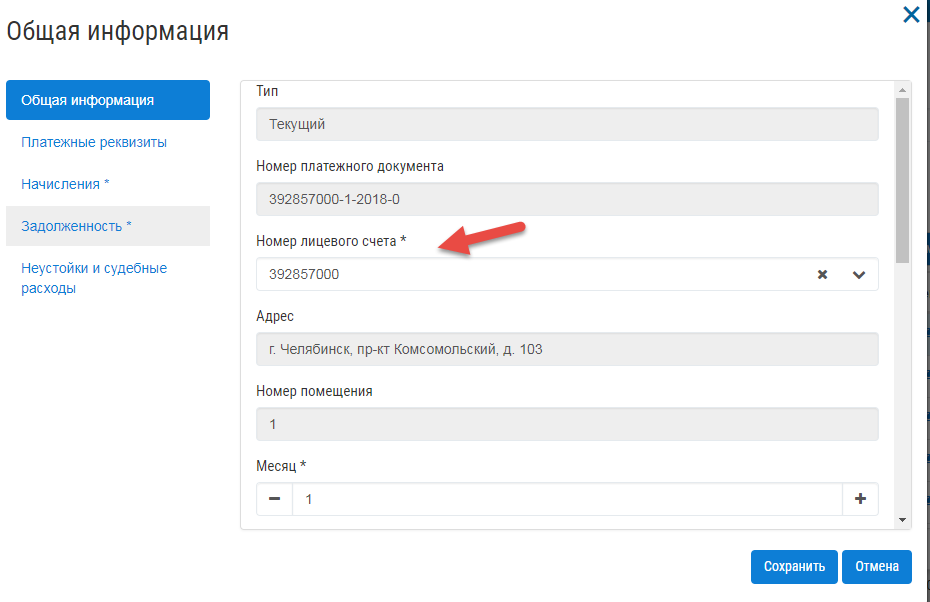 Общая информация
Общая информация
Платежные реквизиты
Начисления *
Задолженность *
Неустойки и судебные
расходы
Тип
Текущий
Номер платежного документа
392857000-1-2018-0
Номер лицевого счета *
392857000
Адрес
г. Челябинск, пр-кт Комсомольский, д. 103
Номер помещения
1
Месяц *
1
Сохранить
Отмена